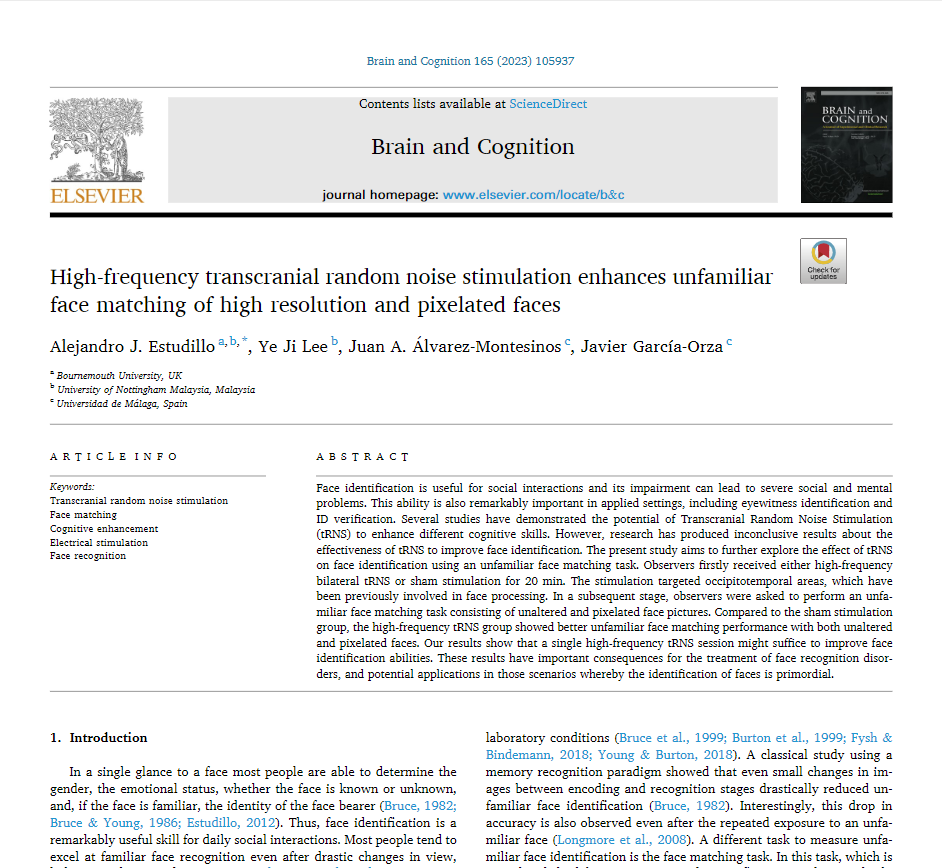 Brain and Cognition 165 (2023) 105937
Contents lists available at ScienceDirect
Brain and Cognition
journal homepage: www.elsevier.com/locate/b&c
ELSEVIER
BRAIN and
COGNITION
Check for
updates
High-frequency transcranial random noise stimulation enhances unfamiliar
face matching of high resolution and pixelated faces
Alejandro J. Estudillo a,b,*, Ye Ji Lee b, Juan A. Álvarez-Montesinos c, Javier García-Orza c
a Bournemouth University, UK
b University of Nottingham Malaysia, Malaysia
c Universidad de Málaga, Spain
ARTICLE INFO
Keywords:
Transcranial random noise stimulation
Face matching
Cognitive enhancement
Electrical stimulation
Face recognition
ABSTRACT
Face identification is useful for social interactions and its impairment can lead to severe social and mental
problems. This ability is also remarkably important in applied settings, including eyewitness identification and
ID verification. Several studies have demonstrated the potential of Transcranial Random Noise Stimulation
(tRNS) to enhance different cognitive skills. However, research has produced inconclusive results about the
effectiveness of tRNS to improve face identification. The present study aims to further explore the effect of tRNS
on face identification using an unfamiliar face matching task. Observers firstly received either high-frequency
bilateral tRNS or sham stimulation for 20 min. The stimulation targeted occipitotemporal areas, which have
been previously involved in face processing. In a subsequent stage, observers were asked to perform an unfa-
miliar face matching task consisting of unaltered and pixelated face pictures. Compared to the sham stimulation
group, the high-frequency tRNS group showed better unfamiliar face matching performance with both unaltered
and pixelated faces. Our results show that a single high-frequency tRNS session might suffice to improve face
identification abilities. These results have important consequences for the treatment of face recognition disor-
ders, and potential applications in those scenarios whereby the identification of faces is primordial.
1. Introduction
In a single glance to a face most people are able to determine the
gender, the emotional status, whether the face is known or unknown,
and, if the face is familiar, the identity of the face bearer (Bruce, 1982;
Bruce & Young, 1986; Estudillo, 2012). Thus, face identification is a
remarkably useful skill for daily social interactions. Most people tend to
excel at familiar face recognition even after drastic changes in view,
laboratory conditions (Bruce et al., 1999; Burton et al., 1999; Fysh &
Bindemann, 2018; Young & Burton, 2018). A classical study using a
memory recognition paradigm showed that even small changes in im-
ages between encoding and recognition stages drastically reduced un-
familiar face identification (Bruce, 1982). Interestingly, this drop in
accuracy is also observed even after the repeated exposure to an unfa-
miliar face (Longmore et al., 2008). A different task to measure unfa-
miliar face identification is the face matching task. In this task, which is